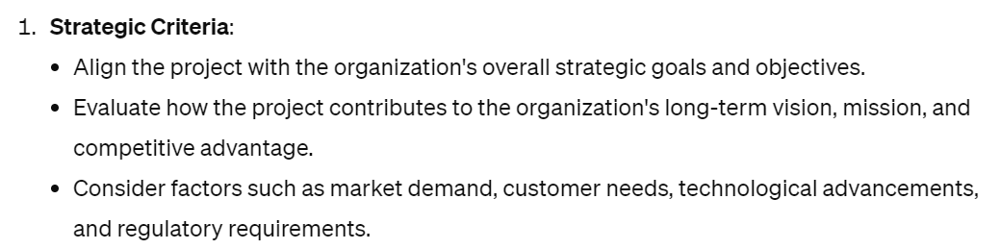 1. Strategic Criteria:
• Align the project with the organization's overall strategic goals and objectives.
• Evaluate how the project contributes to the organization's long-term vision, mission, and
competitive advantage.
• Consider factors such as market demand, customer needs, technological advancements,
and regulatory requirements.